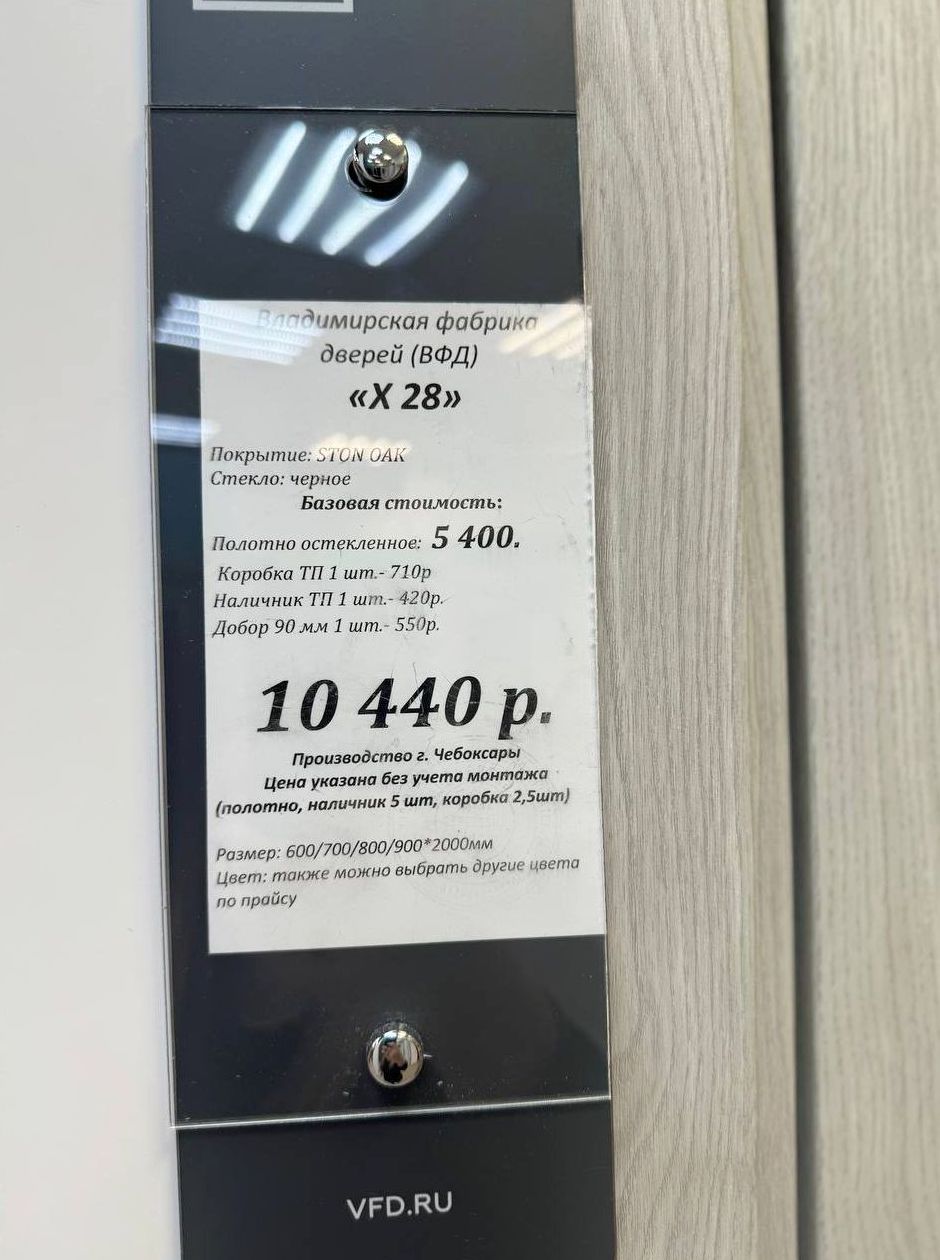 Владимирская фабрика
дверей (ВФД)
«Х 28»
Покрытие: STON OAK
Стекло: черное
Базовая стоимость:
Полотно остекленное: 5 400.
Коробка ТП 1 шт.- 710р
Наличник ТП 1 шт.- 420р.
Добор 90 мм 1 шт.- 550р.
10 440 р.
Производство г. Чебоксары
Цена указана без учета монтажа
(полотно, наличник 5 шт, коробка 2,5шт)
Размер: 600/700/800/900*2000мм
Цвет: также можно выбрать другие цвета
по прайсу
VFD.RU